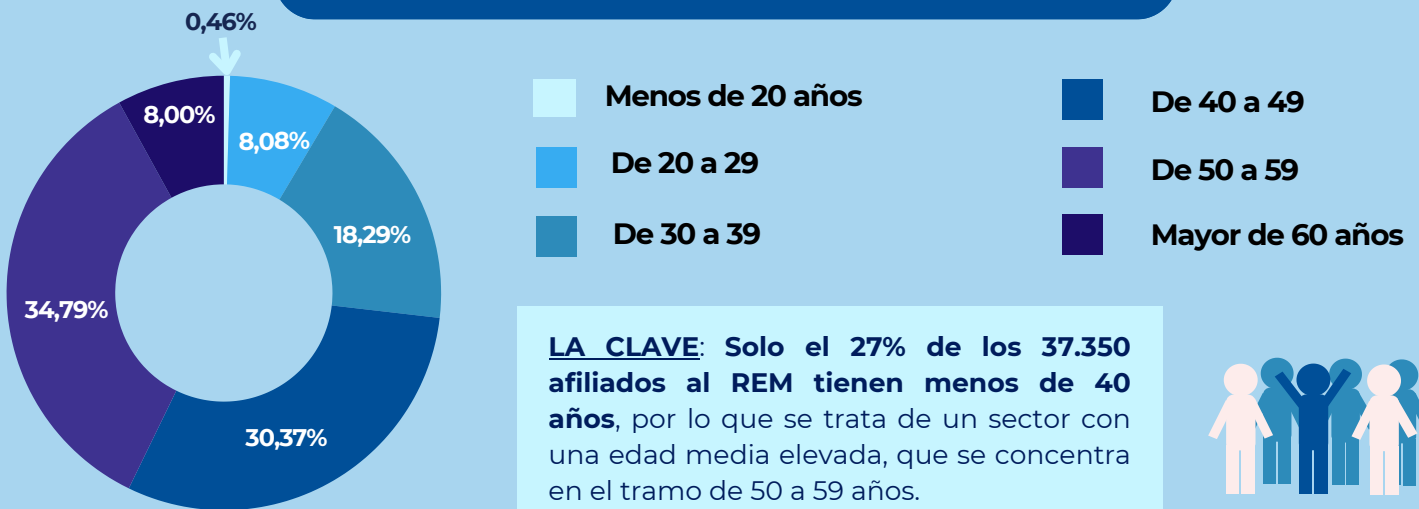 0,46%
8,00%
8,08%
18,29%
34,79%
30,37%
Menos de 20 años
De 20 a 29
De 30 a 39
De 40 a 49
De 50 a 59
Mayor de 60 años
LA CLAVE: Solo el 27% de los 37.350
afiliados al REM tienen menos de 40
años, por lo que se trata de un sector con
una edad media elevada, que se concentra
en el tramo de 50 a 59 años.